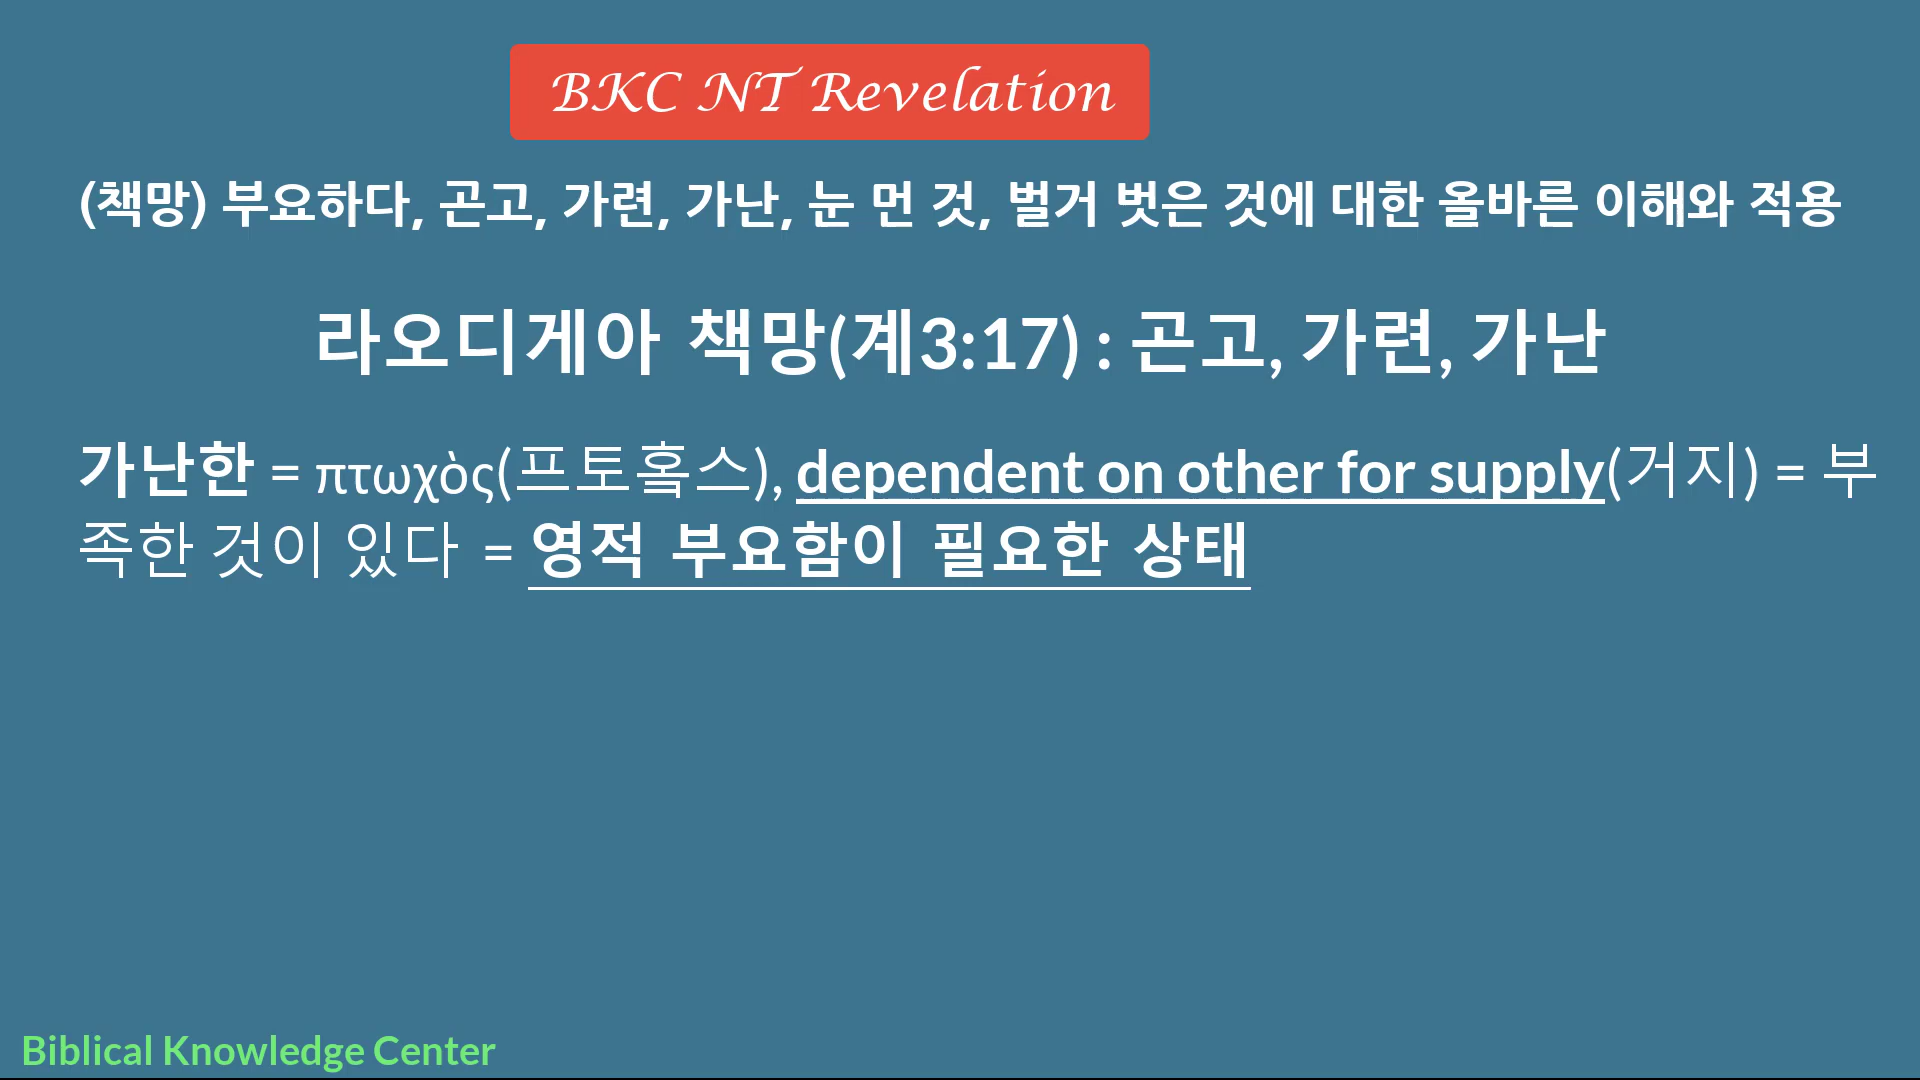 BKC NT Revelation
(책망) 부요하다, 곤고, 가련, 가난, 눈 먼 것, 벌거 벗은 것에 대한 올바른 이해와 적용
라오디게아 책망(계3:17) : 곤고, 가련, 가난
가난한 = πτωχὸς(프토홐스), dependent on other for supply(거지) = 부
족한 것이 있다 = 영적 부요함이 필요한 상태
Biblical Knowledge Center